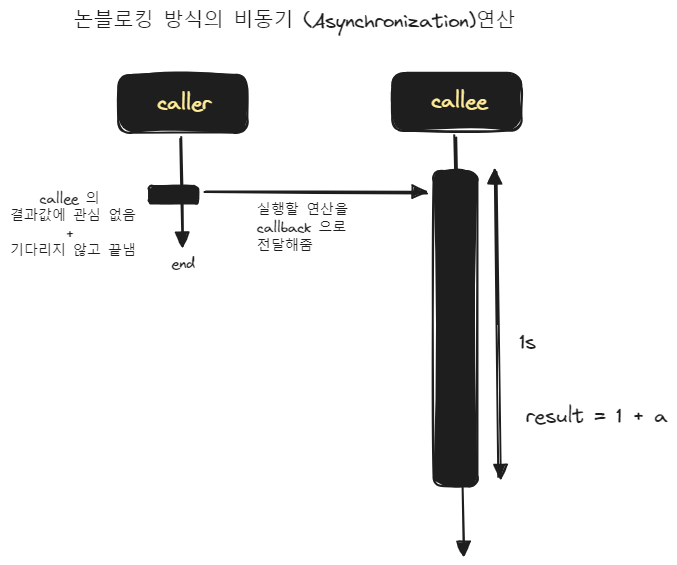 논블로킹 방식의 비동기 (Asynchronization)연산
caller
callee
callee 의
결과값에 관심 없음
+
기다리지 않고 끝냄
실행할 연산을
callback 으로
전달해줌
end
1s
result = 1 + a